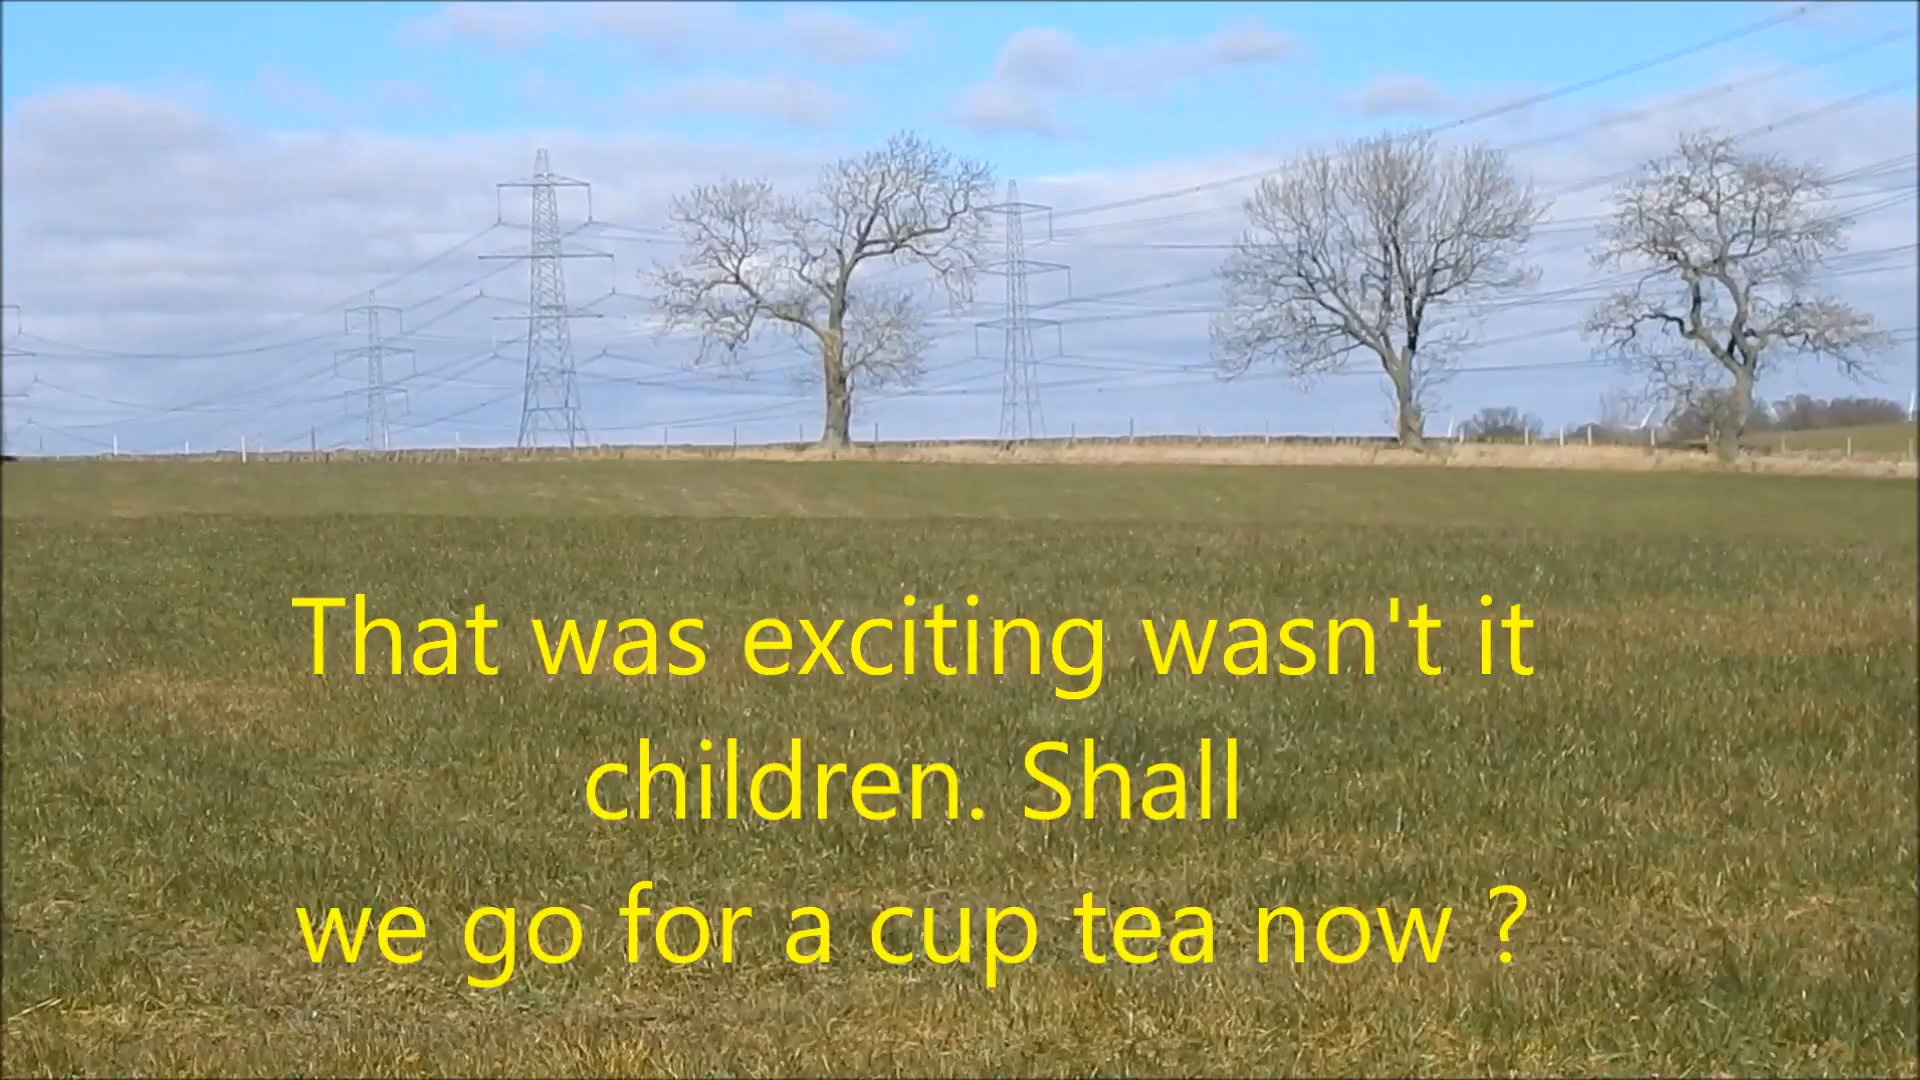 That was exciting wasn't it
children. Shall
we go for a cup tea now ?